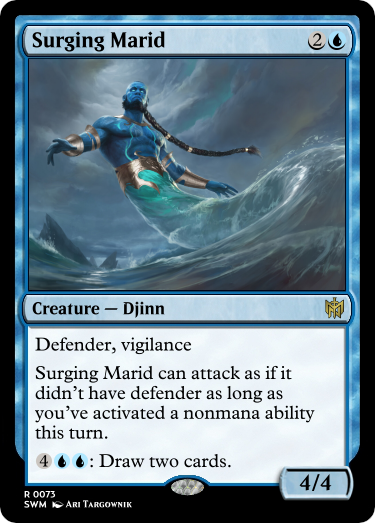 Surging Marid 2
Creature — Djinn
Defender, vigilance
Surging Marid can attack as if it
didn't have defender as long as
you've activated a nonmana ability
this turn.
4: Draw two cards.
4/4
R 0073
SWM Ari Targownik